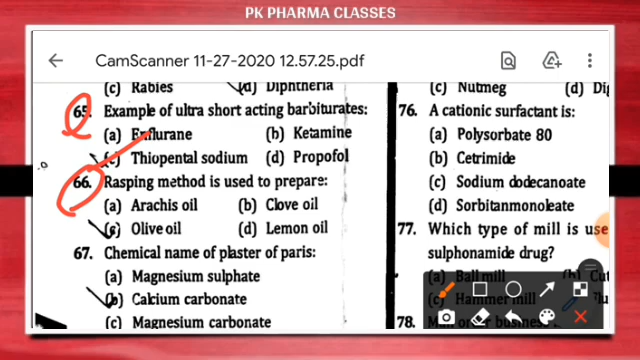 PK PHARMA CLASSES
CamScanner 11-27-2020 12.57.25.pdf
(c) Rabies (d) Diphtheria
65. Example of ultra short acting barbiturates:
(a) Enflurane (b) Ketamine
(c) Thiopental sodium (d) Propofol
66. Rasping method is used to prepare:
(a) Arachis oil (b) Clove oil
(c) Olive oil (d) Lemon oil
67. Chemical name of plaster of paris:
(a) Magnesium sulphate
(b) Calcium carbonate
(c) Magnesium carbonate
(c) Nutmeg (d)
76. A cationic surfactant is:
(a) Polysorbate 80
(b) Cetrimide
(c) Sodium dodecanoate
(d) Sorbitanmonoleate
77. Which type of mill is use
sulphonamide drug?
(a) Ball mill (b) Cut
(c) Hammer mill
78.